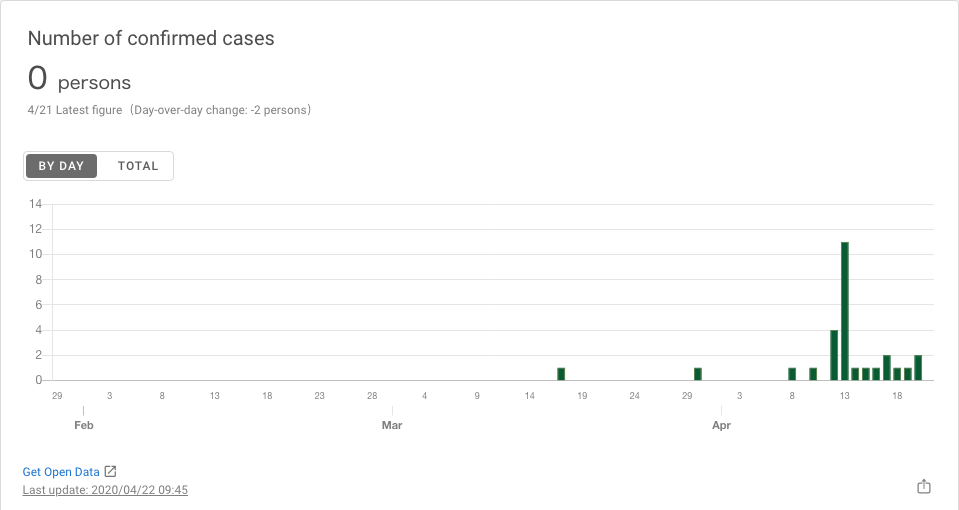 Number of confirmed cases
0 persons
4/21 Latest figure（Day-over-day change: -2 persons）
BY DAY TOTAL
14
12
10
8
6
4
2
0
29 3 8 13 18 23 28 4 9 14 19 24 29 3 8 13 18
Feb Mar Apr
Get Open Data
Last update: 2020/04/22 09:45